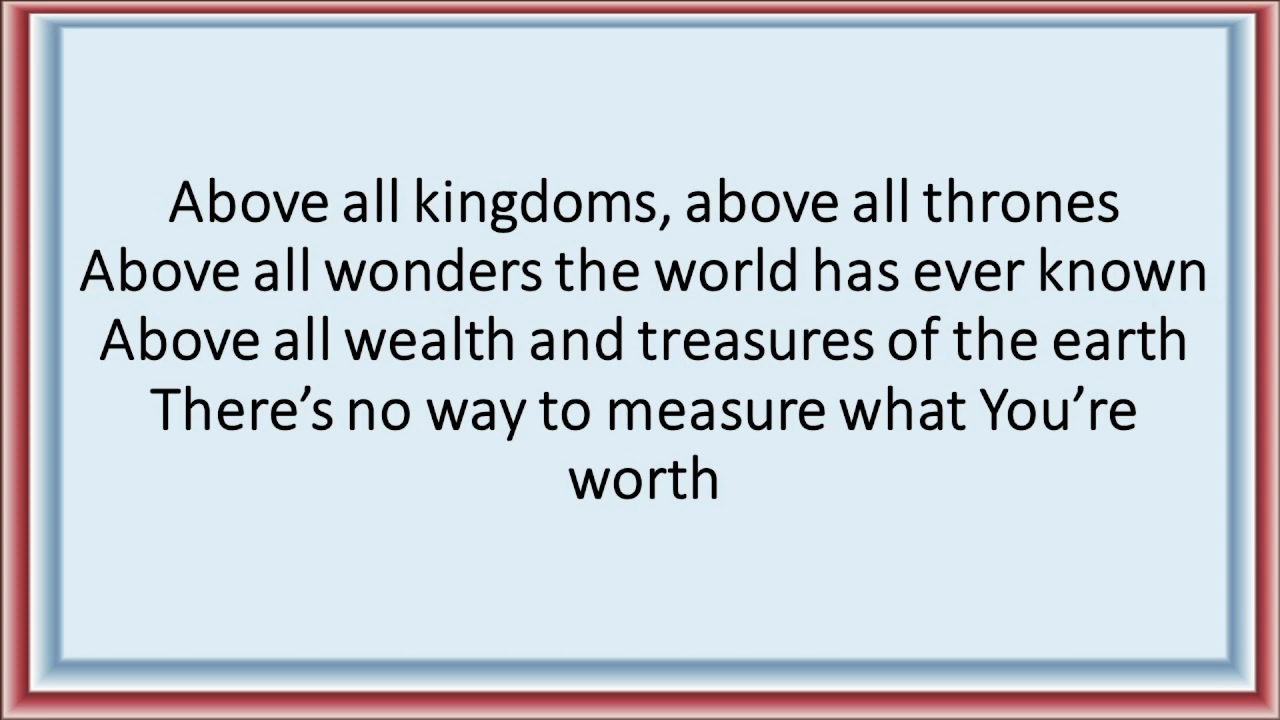 Above all kingdoms, above all thrones
Above all wonders the world has ever known
Above all wealth and treasures of the earth
There’s no way to measure what You’re
worth